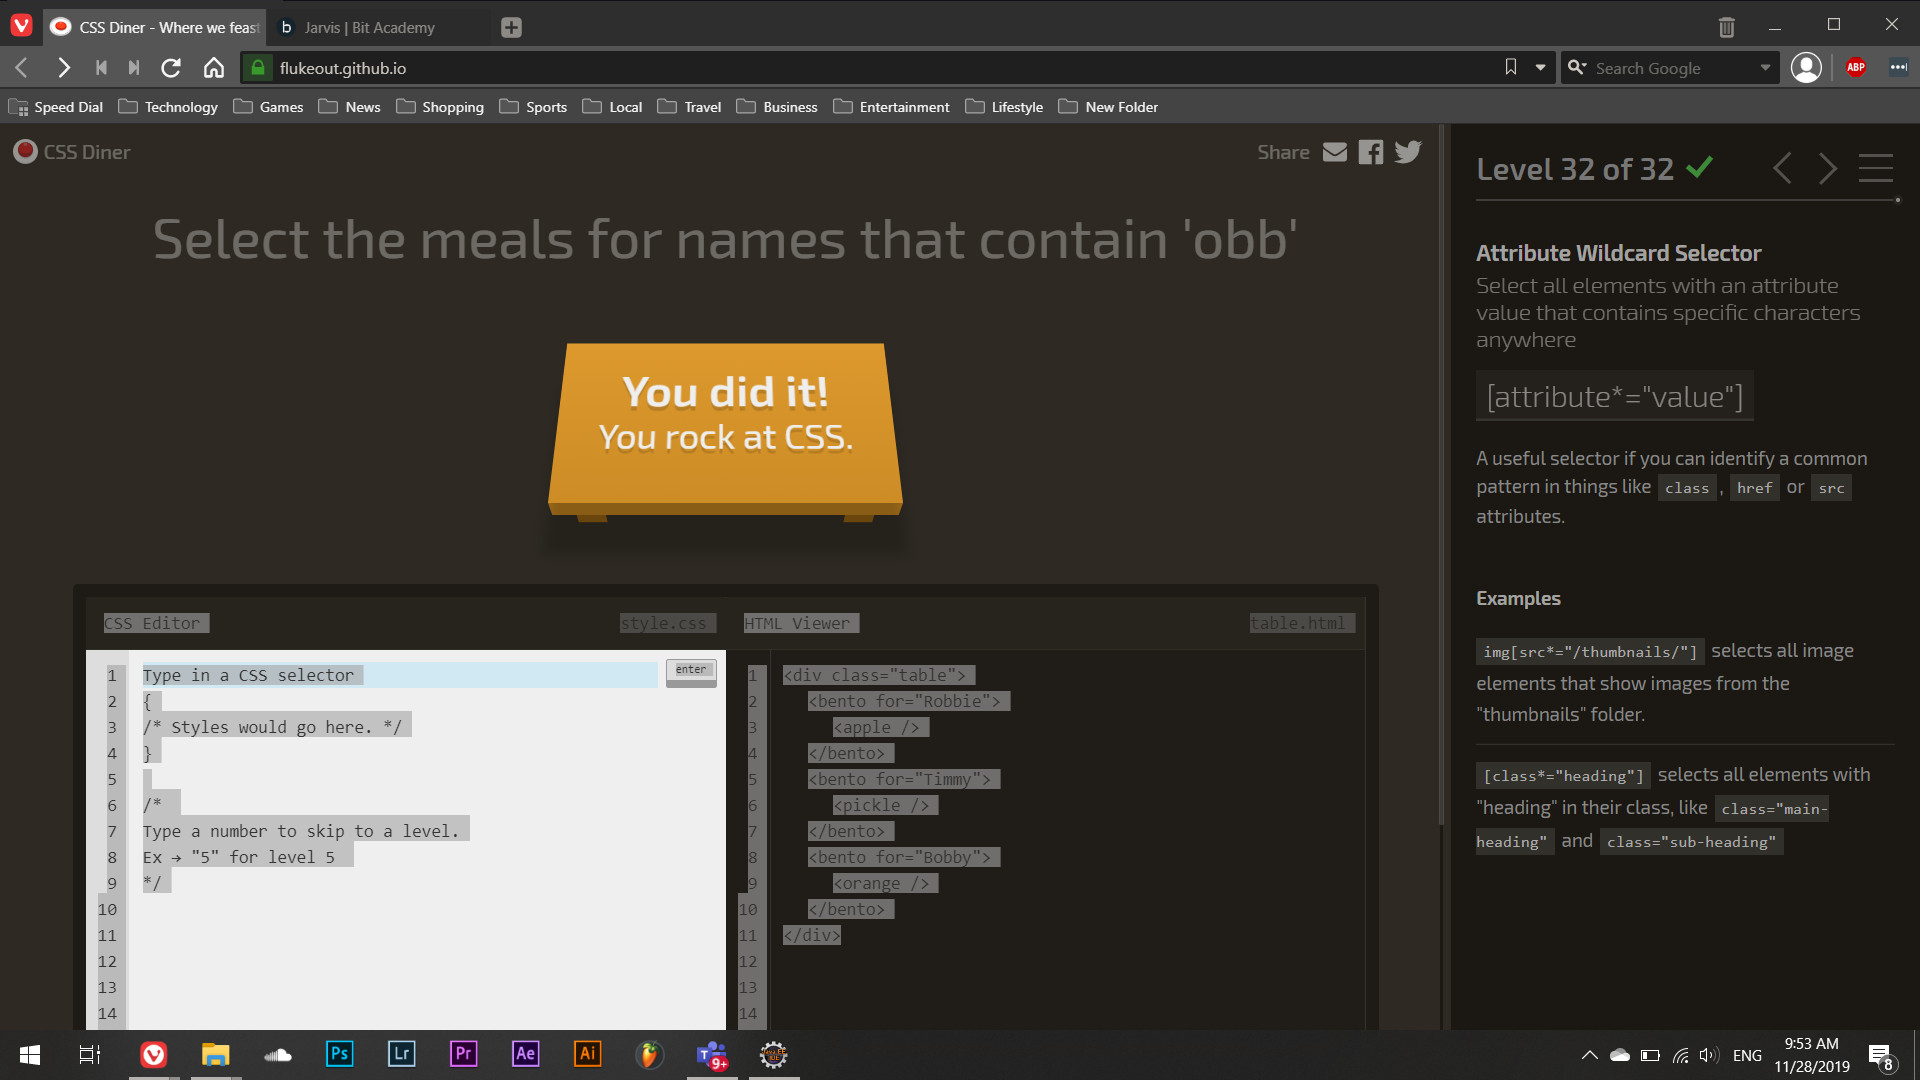 CSS Diner - Where we feast
Jarvis | Bit Academy
flukeout.github.io
Search Google
ABP
Speed Dial
Technology
Games
News
Shopping
Sports
Local
Travel
Business
Entertainment
Lifestyle
New Folder
CSS Diner
Share
Select the meals for names that contain 'obb'
You did it!
You rock at CSS.
CSS Editor
style.css
1 Type in a CSS selector
enter
2 {
3 /* Styles would go here. */
4 }
5
6 /*
7 Type a number to skip to a level.
8 Ex → "5" for level 5
9 */
10
11
12
13
14
HTML Viewer
table.html
1 <div class="table">
2 <bento for="Robbie">
3 <apple />
4 </bento>
5 <bento for="Timmy">
6 <pickle />
7 </bento>
8 <bento for="Bobby">
9 <orange />
10 </bento>
11 </div>
12
13
14
Level 32 of 32
Attribute Wildcard Selector
Select all elements with an attribute
value that contains specific characters
anywhere
[attribute*="value"]
A useful selector if you can identify a common
pattern in things like class , href or src
attributes.
Examples
img[src*="/thumbnails/"] selects all image
elements that show images from the
"thumbnails" folder.
[class*="heading"] selects all elements with
"heading" in their class, like class="main-
heading" and class="sub-heading"
Ps
Lr
Pr
Ae
Ai
T
9+
ENG
9:53 AM
11/28/2019
8